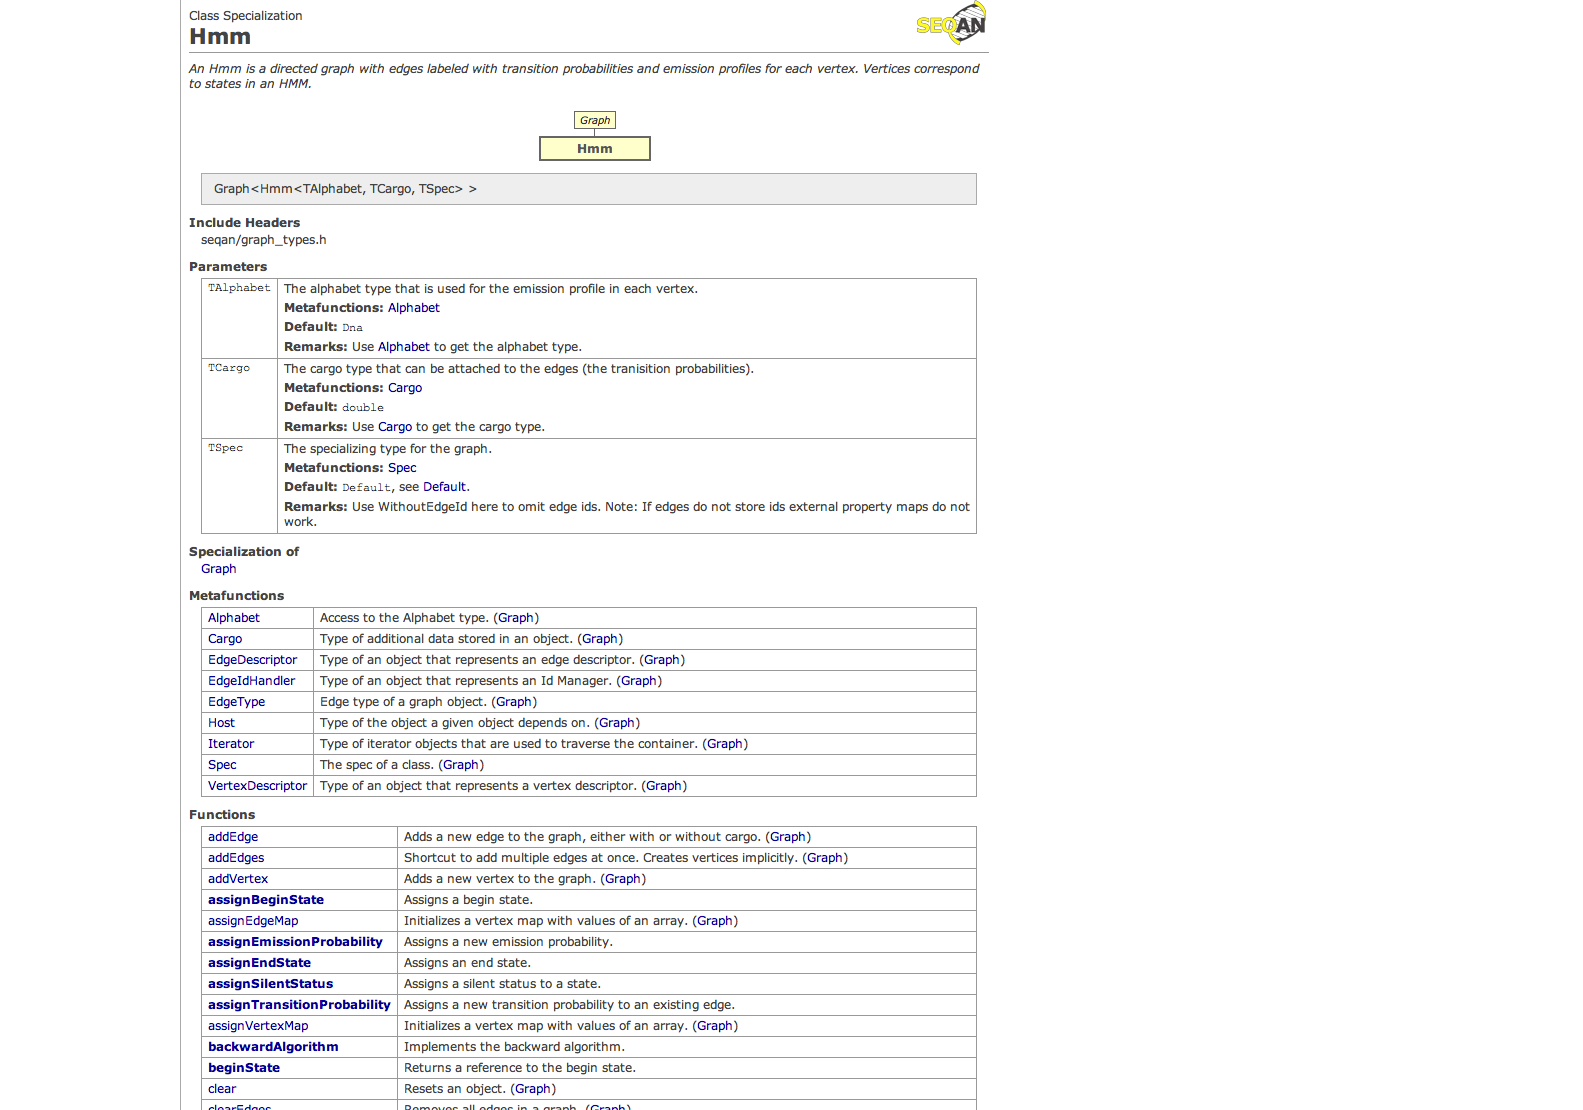 Class Specialization
SEQAN
Hmm
An Hmm is a directed graph with edges labeled with transition probabilities and emission profiles for each vertex. Vertices correspond
to states in an HMM.
Graph
Hmm
Graph<Hmm<TAlphabet, TCargo, TSpec> >
Include Headers
seqan/graph_types.h
Parameters
TAlphabet The alphabet type that is used for the emission profile in each vertex.
Metafunctions: Alphabet
Default: Dna
Remarks: Use Alphabet to get the alphabet type.
TCargo The cargo type that can be attached to the edges (the tranisition probabilities).
Metafunctions: Cargo
Default: double
Remarks: Use Cargo to get the cargo type.
TSpec The specializing type for the graph.
Metafunctions: Spec
Default: Default, see Default.
Remarks: Use WithoutEdgeId here to omit edge ids. Note: If edges do not store ids external property maps do not
work.
Specialization of
Graph
Metafunctions
Alphabet Access to the Alphabet type. (Graph)
Cargo Type of additional data stored in an object. (Graph)
EdgeDescriptor Type of an object that represents an edge descriptor. (Graph)
EdgeIdHandler Type of an object that represents an Id Manager. (Graph)
EdgeType Edge type of a graph object. (Graph)
Host Type of the object a given object depends on. (Graph)
Iterator Type of iterator objects that are used to traverse the container. (Graph)
Spec The spec of a class. (Graph)
VertexDescriptor Type of an object that represents a vertex descriptor. (Graph)
Functions
addEdge Adds a new edge to the graph, either with or without cargo. (Graph)
addEdges Shortcut to add multiple edges at once. Creates vertices implicitly. (Graph)
addVertex Adds a new vertex to the graph. (Graph)
assignBeginState Assigns a begin state.
assignEdgeMap Initializes a vertex map with values of an array. (Graph)
assignEmissionProbability Assigns a new emission probability.
assignEndState Assigns an end state.
assignSilentStatus Assigns a silent status to a state.
assignTransitionProbability Assigns a new transition probability to an existing edge.
assignVertexMap Initializes a vertex map with values of an array. (Graph)
backwardAlgorithm Implements the backward algorithm.
beginState Returns a reference to the begin state.
clear Resets an object. (Graph)
clearEdges Removes all edges in a graph. (Graph)